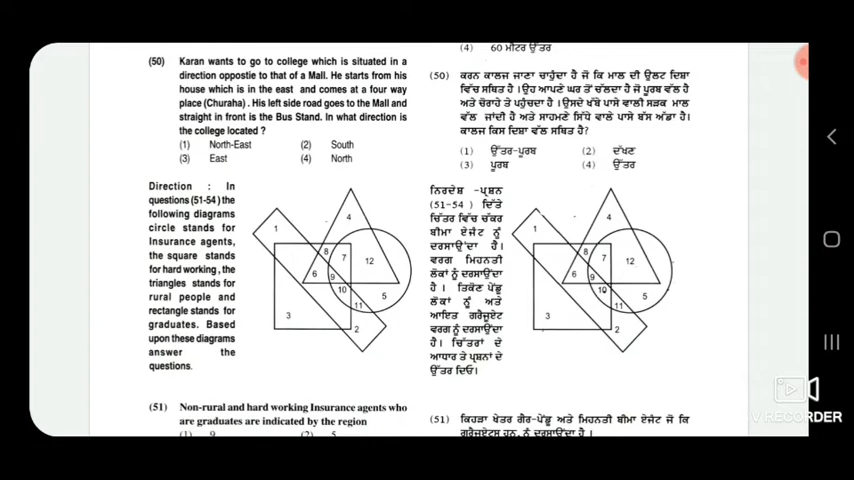 (4) 60 ਮੀਟਰ ਉੱਤਰ
(50) Karan wants to go to college which is situated in a
direction oppostie to that of a Mall. He starts from his
house which is in the east and comes at a four way
place (Churaha). His left side road goes to the Mall and
straight in front is the Bus Stand. In what direction is
the college located ?
(1) North-East (2) South
(3) East (4) North
Direction : In
questions (51-54) the
following diagrams
circle stands for
Insurance agents,
the square stands
for hard working, the
triangles stands for
rural people and
rectangle stands for
graduates. Based
upon these diagrams
answer the
questions.
1
4
8
7
12
6
9
10
5
11
3
2
(51) Non-rural and hard working Insurance agents who
are graduates are indicated by the region
(1) 9 (2) 5
(50) ਕਰਨ ਕਾਲਜ ਜਾਣਾ ਚਾਹੁੰਦਾ ਹੈ ਜੋ ਕਿ ਮਾਲ ਦੀ ਉਲਟ ਦਿਸ਼ਾ
ਵਿੱਚ ਸਥਿਤ ਹੈ । ਉਹ ਆਪਣੇ ਘਰ ਤੋਂ ਚੱਲਦਾ ਹੈ ਜੋ ਪੂਰਬ ਵੱਲ ਹੈ
ਅਤੇ ਚੋਰਾਹੇ ਤੇ ਪਹੁੰਚਦਾ ਹੈ । ਉਸਦੇ ਖੱਬੇ ਪਾਸੇ ਵਾਲੀ ਸੜਕ ਮਾਲ
ਵੱਲ ਜਾਂਦੀ ਹੈ ਅਤੇ ਸਾਹਮਣੇ ਸਿੱਧੇ ਵਾਲੇ ਪਾਸੇ ਬੱਸ ਅੱਡਾ ਹੈ।
ਕਾਲਜ ਕਿਸ ਦਿਸ਼ਾ ਵੱਲ ਸਥਿਤ ਹੈ?
(1) ਉੱਤਰ-ਪੂਰਬ (2) ਦੱਖਣ
(3) ਪੂਰਬ (4) ਉੱਤਰ
ਨਿਰਦੇਸ਼ -ਪ੍ਰਸ਼ਨ
(51-54 ) ਦਿੱਤੇ
ਚਿੱਤਰ ਵਿੱਚ ਚੱਕਰ
ਬੀਮਾ ਏਜੰਟ ਨੂੰ
ਦਰਸਾਉਂਦਾ ਹੈ।
ਵਰਗ ਮਿਹਨਤੀ
ਲੋਕਾਂ ਨੂੰ ਦਰਸਾਉਂਦਾ
ਹੈ । ਤਿਕੋਣ ਪੇਂਡੂ
ਲੋਕਾਂ ਨੂੰ ਅਤੇ
ਆਇਤ ਗਰੈਜੂਏਟ
ਵਰਗ ਨੂੰ ਦਰਸਾਉਂਦਾ
ਹੈ। ਚਿੱਤਰਾਂ ਦੇ
ਆਧਾਰ ਤੇ ਪ੍ਰਸ਼ਨਾਂ ਦੇ
ਉੱਤਰ ਦਿਓ।
1
4
8
7
12
6
9
10
5
11
3
2
(51) ਕਿਹੜਾ ਖੇਤਰ ਗੈਰ-ਪੇਂਡੂ ਅਤੇ ਮਿਹਨਤੀ ਬੀਮਾ ਏਜੰਟ ਜੋ ਕਿ
ਗਰੈਜੂਏਟਸ ਹਨ, ਨੂੰ ਦਰਸਾਉਂਦਾ ਹੈ ।
V RECORDER